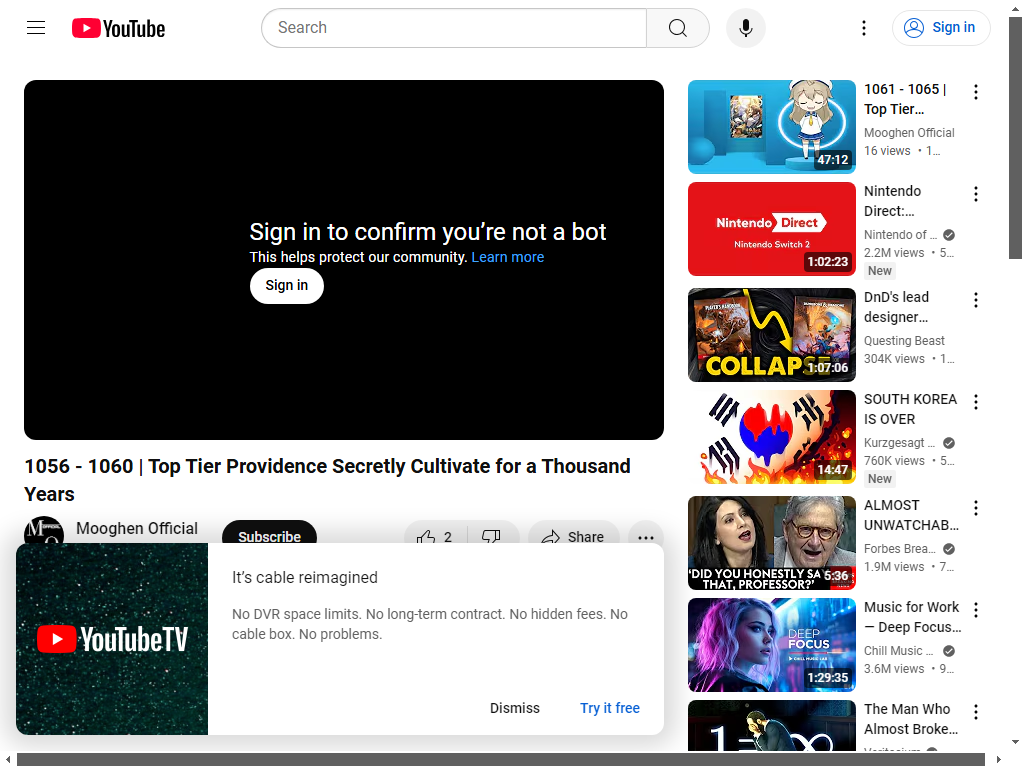 YouTube
Search
Sign in
Sign in to confirm you're not a bot
This helps protect our community. Learn more
Sign in
1056 - 1060 | Top Tier Providence Secretly Cultivate for a Thousand
Years
Mooghen Official
Subscribe
2
Share
YouTubeTV
It's cable reimagined
No DVR space limits. No long-term contract. No hidden fees. No
cable box. No problems.
Dismiss
Try it free
47:12
1061 - 1065 |
Top Tier…
Mooghen Official
16 views • 1…
Nintendo Direct
Nintendo Switch 2
1:02:23
Nintendo
Direct:…
Nintendo of …
2.2M views • 5…
New
COLLAPSE
1:07:06
DnD's lead
designer…
Questing Beast
304K views • 1…
14:47
SOUTH KOREA
IS OVER
Kurzgesagt …
760K views • 5…
New
'DID YOU HONESTLY SA
THAT, PROFESSOR?'
5:36
ALMOST
UNWATCHAB…
Forbes Brea…
1.9M views • 7…
DEEP
FOCUS
CHILL MUSIC LAB
1:29:35
Music for Work
— Deep Focus…
Chill Music …
3.6M views • 9…
The Man Who
Almost Broke…